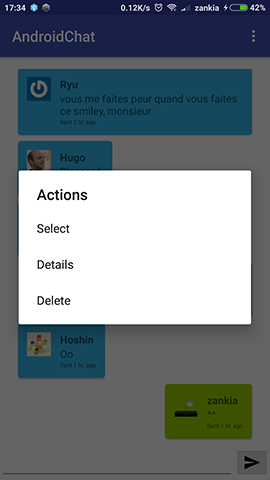 17:34 0.12K/s zankia 42%
AndroidChat
Ryu
vous me faites peur quand vous faites
ce smiley, monsieur
Sent 2 hr. ago
Hugo
Actions
Select
Details
Delete
Hoshin
Oo
Sent 1 hr. ago
zankia
^^
Sent 1 hr. ago